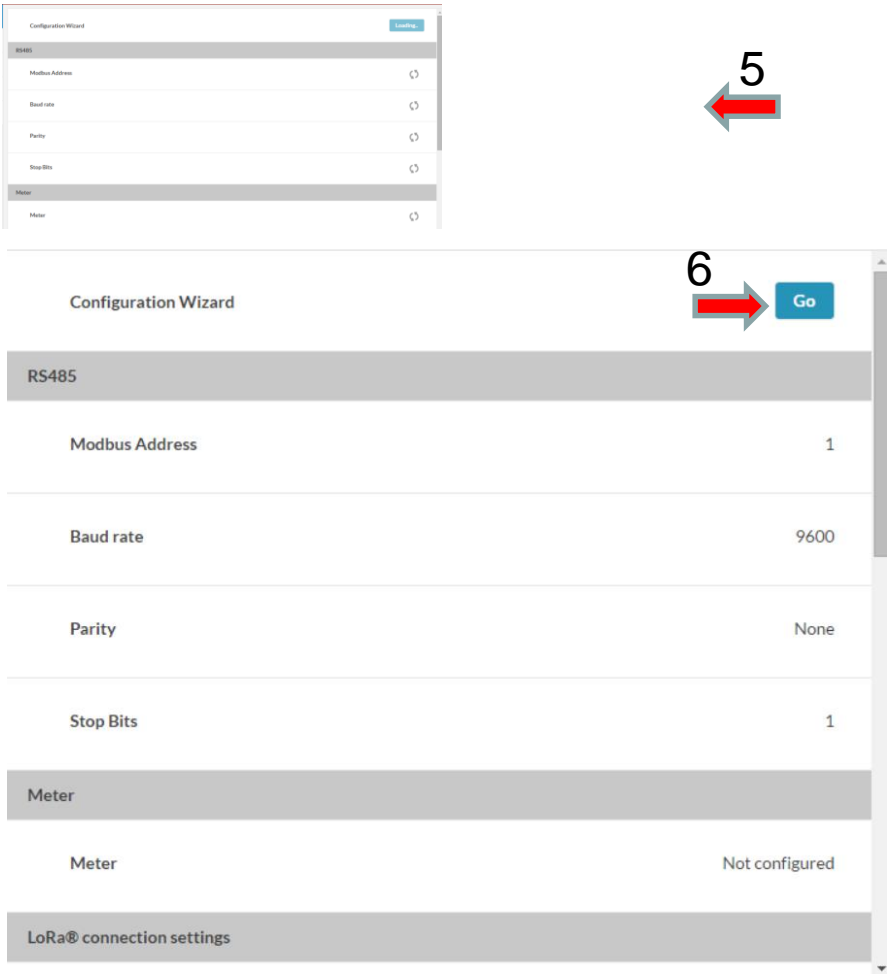 Configuration Wizard Loading..
RS485
Modbus Address
Baud rate
Parity
Stop Bits
Meter
Meter
5
6
Configuration Wizard Go
RS485
Modbus Address 1
Baud rate 9600
Parity None
Stop Bits 1
Meter
Meter Not configured
LoRa® connection settings